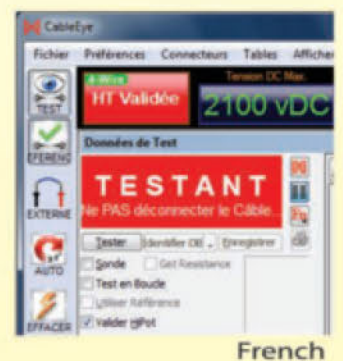 CableEye
Fichier Préférences Connecteurs Tables Affiche
4-Wire
HT Validée
Tension DC Max.
2100 vDC
TEST
Données de Test
EFERENC
TESTANT
Ne PAS déconnecter le Câble...
EXTERNE
Tester Identifier DB Enregistrer
Sonde Get Resistance
AUTO
Test en Boucle
Utiliser Référence
EFFACER
Valider HiPot
French